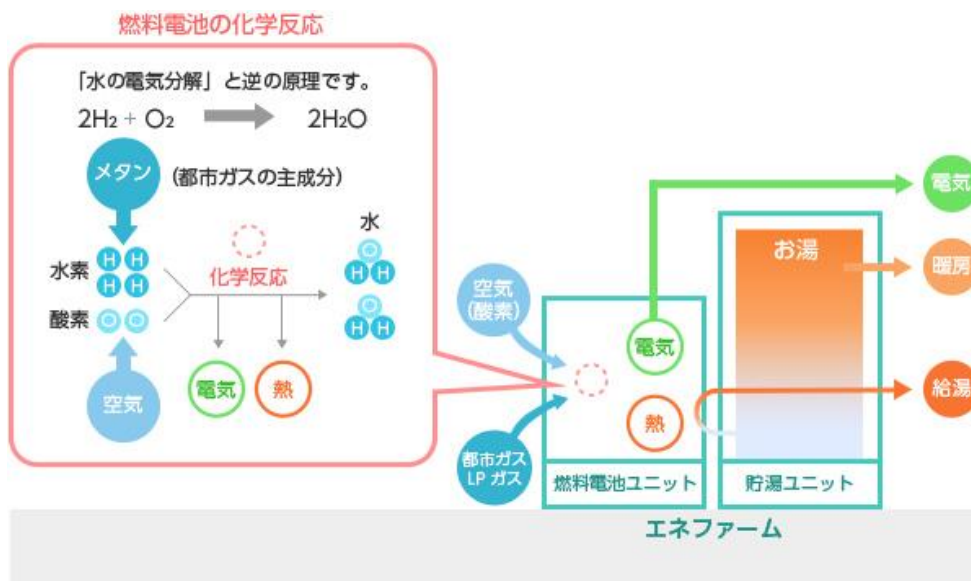 燃料電池の化学反応
「水の電気分解」と逆の原理です。
2H₂ + O₂ 2H₂O
メタン (都市ガスの主成分)
水
O
水素 H H
H H
化学反応
H H
酸素 O O
O
H H
空気
電気 熱
空気
(酸素)
都市ガス
LP ガス
電気
熱
燃料電池ユニット
お湯
貯湯ユニット
電気
暖房
給湯
エネファーム